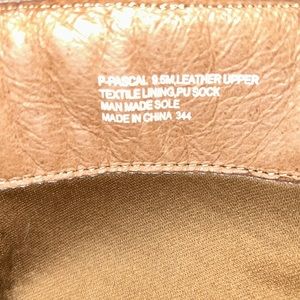 P-PASCAL 9.5M,LEATHER UPPER
TEXTILE LINING,PU SOCK
MAN MADE SOLE
MADE IN CHINA 344